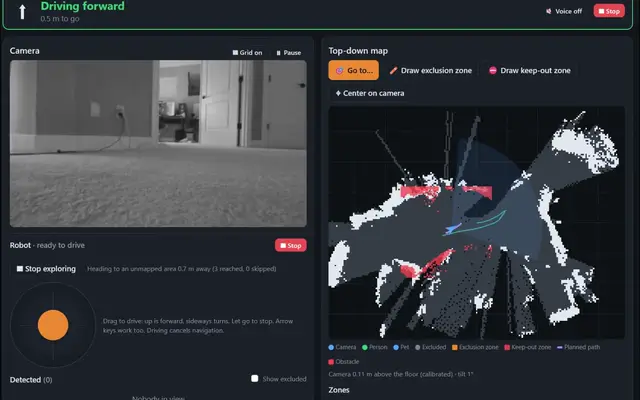 Driving forward
0.5 m to go
Voice off
Stop
Camera
Grid on
Pause
Robot · ready to drive
Stop
Stop exploring
Heading to an unmapped area 0.7 m away (3 reached, 0 skipped)
Drag to drive: up is forward, sideways turns. Let go to stop. Arrow
keys work too. Driving cancels navigation.
Detected (0)
Show excluded
Nobody in view
Top-down map
Go to...
Draw exclusion zone
Draw keep-out zone
Center on camera
Camera
Person
Pet
Excluded
Exclusion zone
Keep-out zone
Planned path
Obstacle
Camera 0.11 m above the floor (calibrated) · tilt 1°
Zones